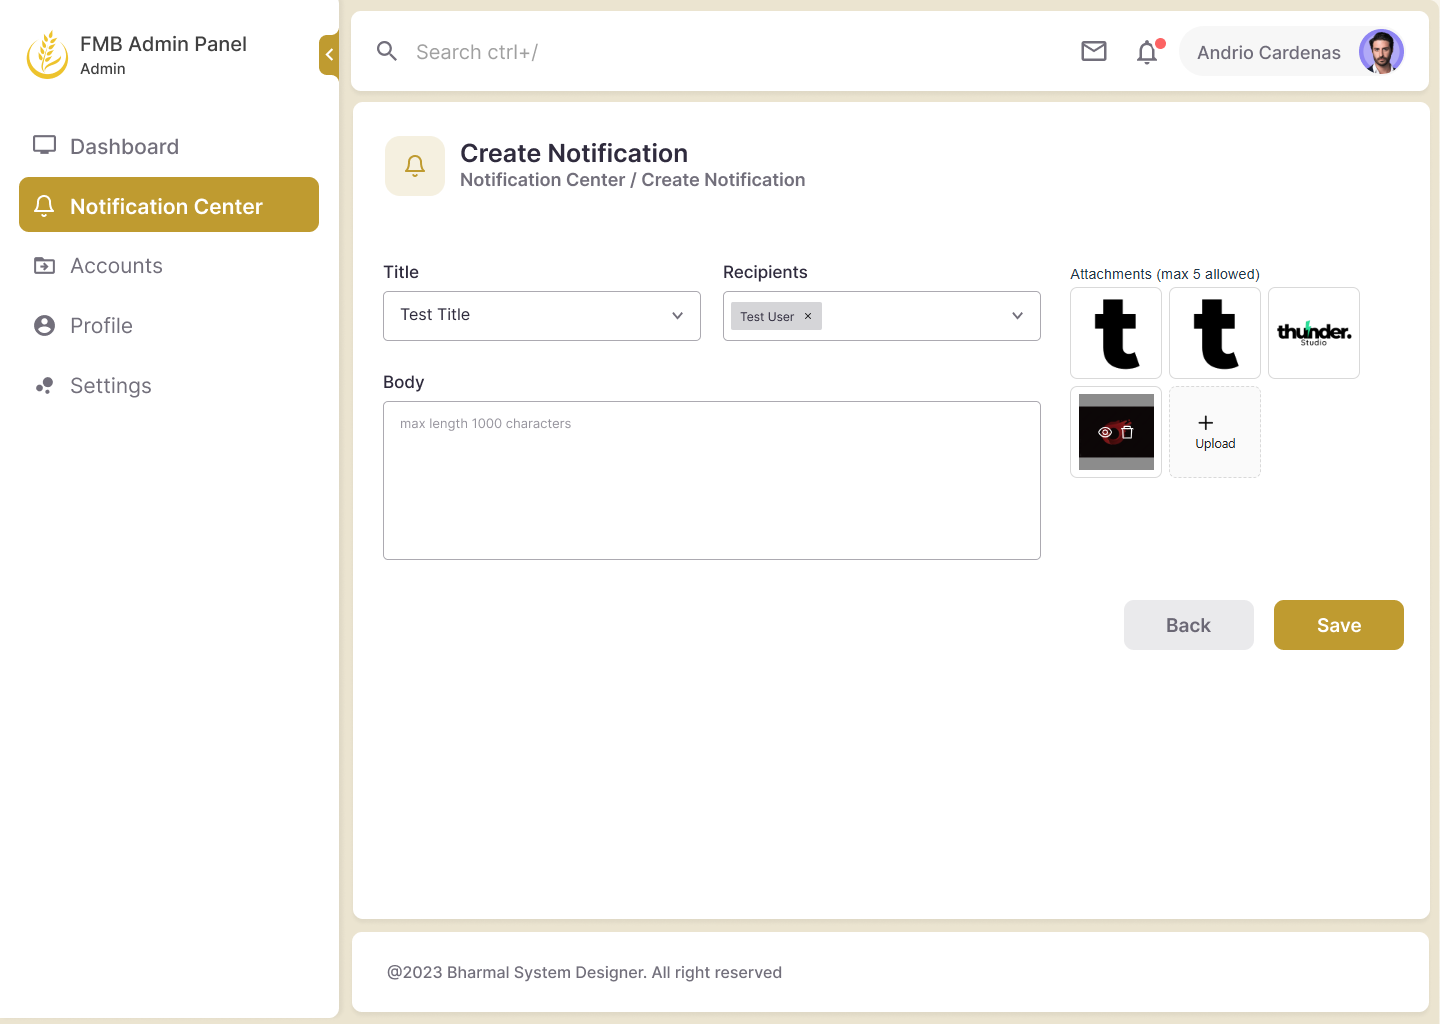 FMB Admin Panel
Admin
Dashboard
Notification Center
Accounts
Profile
Settings
Search ctrl+/
Andrio Cardenas
Create Notification
Notification Center / Create Notification
Title
Test Title
Recipients
Test User ×
Body
max length 1000 characters
Attachments (max 5 allowed)
t
t
thunder.
Studio
Upload
Back
Save
@2023 Bharmal System Designer. All right reserved